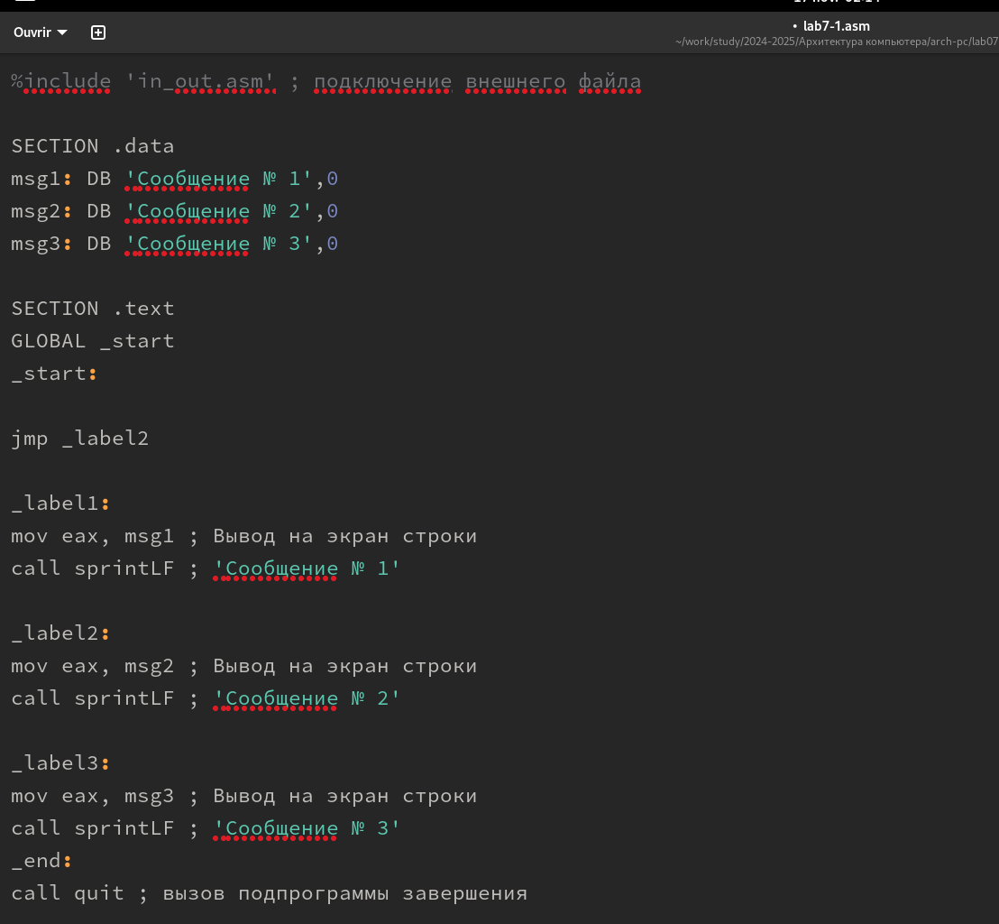 Ouvrir
• lab7-1.asm
~/work/study/2024-2025/Архитектура компьютера/arch-pc/lab07
%include 'in_out.asm' ; подключение внешнего файла
SECTION .data
msg1: DB 'Сообщение № 1',0
msg2: DB 'Сообщение № 2',0
msg3: DB 'Сообщение № 3',0
SECTION .text
GLOBAL _start
_start:
jmp _label2
_label1:
mov eax, msg1 ; Вывод на экран строки
call sprintLF ; 'Сообщение № 1'
_label2:
mov eax, msg2 ; Вывод на экран строки
call sprintLF ; 'Сообщение № 2'
_label3:
mov eax, msg3 ; Вывод на экран строки
call sprintLF ; 'Сообщение № 3'
_end:
call quit ; вызов подпрограммы завершения